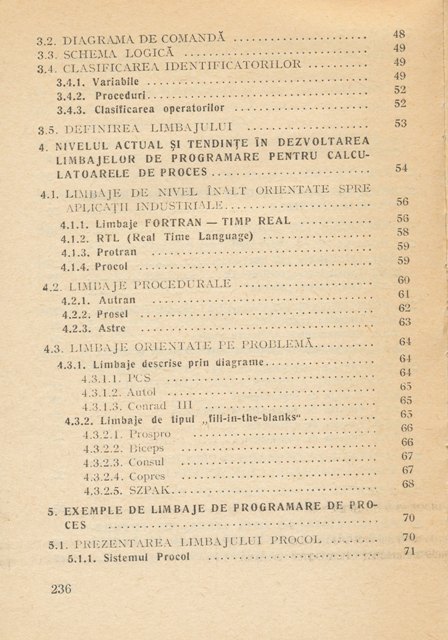 3.2. DIAGRAMA DE COMANDĂ 48
3.3. SCHEMA LOGICĂ 49
3.4. CLASIFICAREA IDENTIFICATORILOR 49
3.4.1. Variabile 49
3.4.2. Proceduri 52
3.4.3. Clasificarea operatorilor 52
3.5. DEFINIREA LIMBAJULUI 53
4. NIVELUL ACTUAL ȘI TENDINȚE ÎN DEZVOLTAREA
LIMBAJELOR DE PROGRAMARE PENTRU CALCU-
LATOARELE DE PROCES 54
4.1. LIMBAJE DE NIVEL ÎNALT ORIENTATE SPRE
APLICAȚII INDUSTRIALE 56
4.1.1. Limbaje FORTRAN — TIMP REAL 56
4.1.2. RTL (Real Time Language) 58
4.1.3. Protran 59
4.1.4. Procol 59
4.2. LIMBAJE PROCEDURALE 60
4.2.1. Autran 61
4.2.2. Prosel 62
4.2.3. Astre 63
4.3. LIMBAJE ORIENTATE PE PROBLEMĂ 64
4.3.1. Limbaje descrise prin diagrame 64
4.3.1.1. PCS 64
4.3.1.2. Autol 65
4.3.1.3. Conrad III 65
4.3.2. Limbaje de tipul „fill-in-the-blanks“ 65
4.3.2.1. Prospro 66
4.3.2.2. Biceps 66
4.3.2.3. Consul 67
4.3.2.4. Copres 67
4.3.2.5. SZPAK 68
5. EXEMPLE DE LIMBAJE DE PROGRAMARE DE PRO-
CES 70
5.1. PREZENTAREA LIMBAJULUI PROCOL 70
5.1.1. Sistemul Procol 71
236